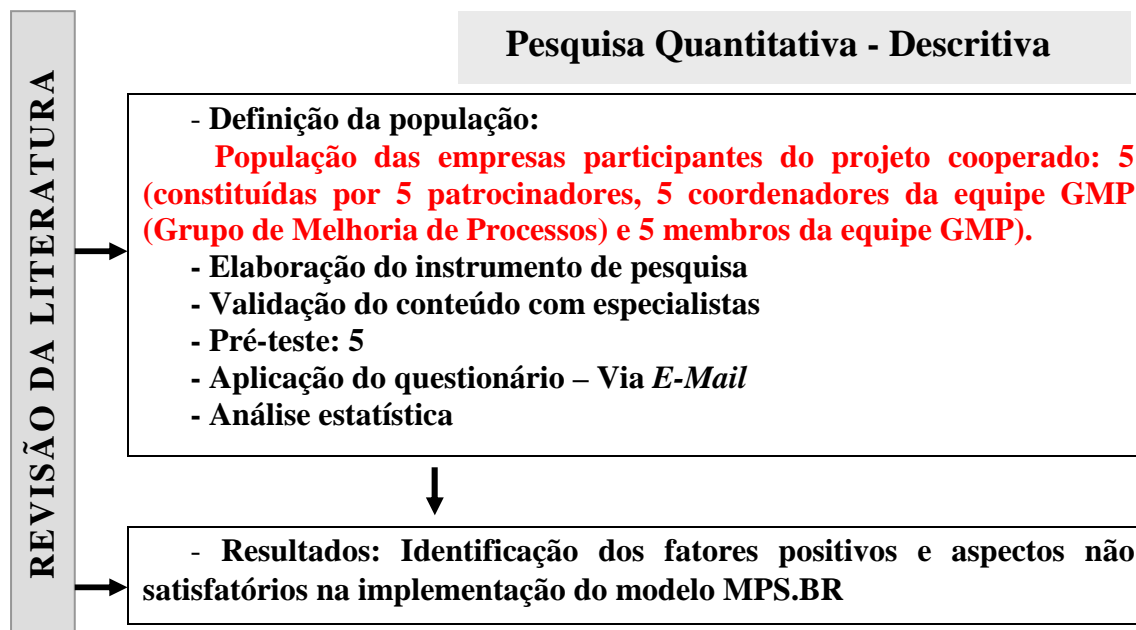 REVISÃO DA LITERATURA
Pesquisa Quantitativa - Descritiva
- Definição da população:
População das empresas participantes do projeto cooperado: 5
(constituídas por 5 patrocinadores, 5 coordenadores da equipe GMP
(Grupo de Melhoria de Processos) e 5 membros da equipe GMP).
- Elaboração do instrumento de pesquisa
- Validação do conteúdo com especialistas
- Pré-teste: 5
- Aplicação do questionário – Via E-Mail
- Análise estatística
- Resultados: Identificação dos fatores positivos e aspectos não
satisfatórios na implementação do modelo MPS.BR